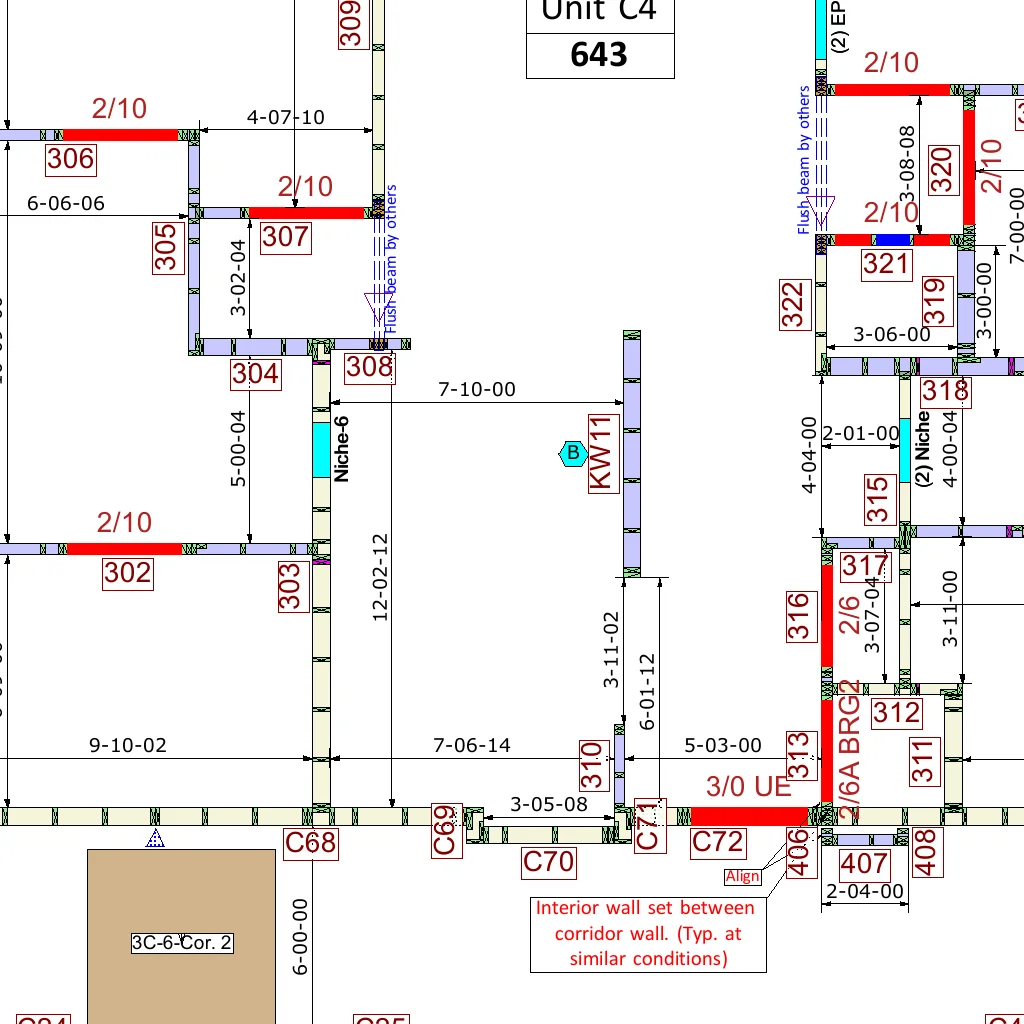 Unit C4
643
309
(2) EP
2/10
2/10
4-07-10
306
Flush beam by others
3-08-08
320
2/10
6-06-06
2/10
Flush beam by others
2/10
7-00-00
305
307
3-02-04
321
322
319
3-00-00
3-06-00
304
308
318
7-10-00
5-00-04
Niche-6
B
KW11
4-04-00
2-01-00
(2) Niche
4-00-04
315
2/10
302
303
12-02-12
317
316
2/6
3-07-04
3-11-00
3-11-02
6-01-12
2/6A BRG2
312
9-10-02
7-06-14
310
5-03-00
313
311
3/0 UE
3-05-08
C68
C69
C70
C71
C72
406
407
408
Align
2-04-00
Interior wall set between
corridor wall. (Typ. at
similar conditions)
3C-6-Cor. 2
6-00-00